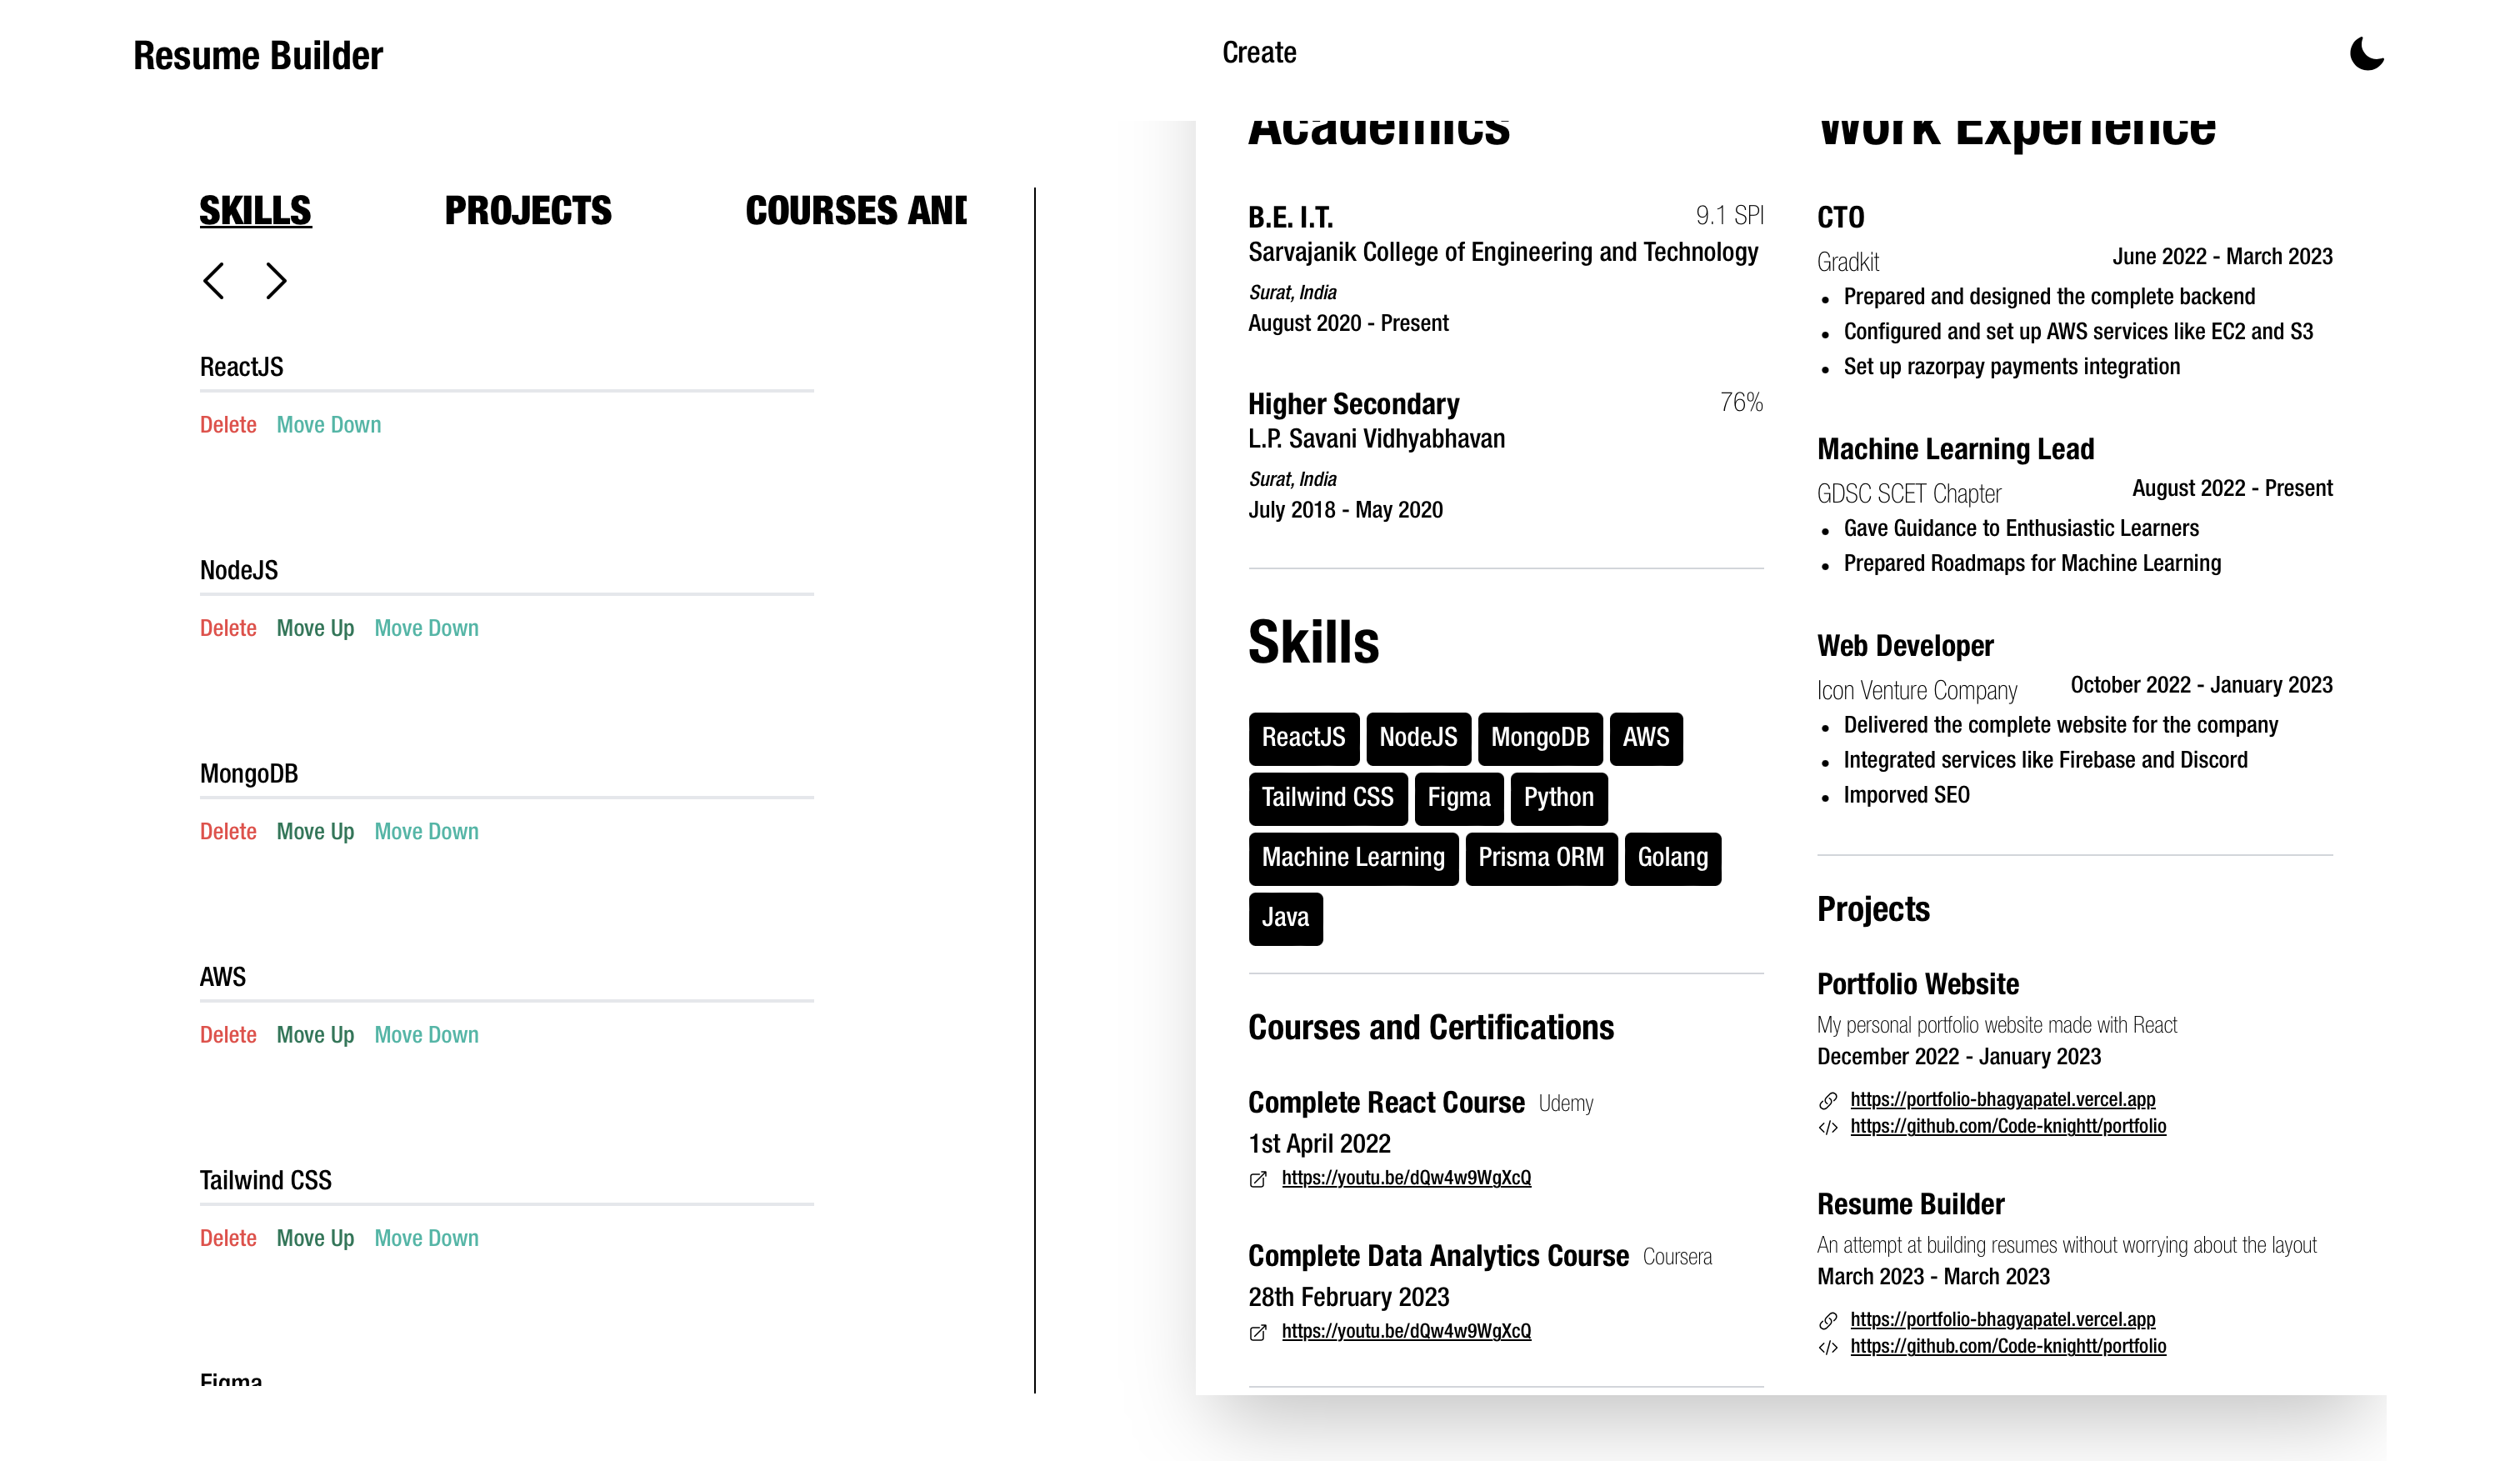 Resume Builder
Create
SKILLS
PROJECTS
COURSES AND
ReactJS
Delete Move Down
NodeJS
Delete Move Up Move Down
MongoDB
Delete Move Up Move Down
AWS
Delete Move Up Move Down
Tailwind CSS
Delete Move Up Move Down
Figma
Academics
B.E. I.T. 9.1 SPI
Sarvajanik College of Engineering and Technology
Surat, India
August 2020 - Present
Higher Secondary 76%
L.P. Savani Vidhyabhavan
Surat, India
July 2018 - May 2020
Skills
ReactJS NodeJS MongoDB AWS
Tailwind CSS Figma Python
Machine Learning Prisma ORM Golang
Java
Courses and Certifications
Complete React Course Udemy
1st April 2022
https://youtu.be/dQw4w9WgXcQ
Complete Data Analytics Course Coursera
28th February 2023
https://youtu.be/dQw4w9WgXcQ
Work Experience
CTO
Gradkit June 2022 - March 2023
• Prepared and designed the complete backend
• Configured and set up AWS services like EC2 and S3
• Set up razorpay payments integration
Machine Learning Lead
GDSC SCET Chapter August 2022 - Present
• Gave Guidance to Enthusiastic Learners
• Prepared Roadmaps for Machine Learning
Web Developer
Icon Venture Company October 2022 - January 2023
• Delivered the complete website for the company
• Integrated services like Firebase and Discord
• Imporved SEO
Projects
Portfolio Website
My personal portfolio website made with React
December 2022 - January 2023
https://portfolio-bhagyapatel.vercel.app
https://github.com/Code-knightt/portfolio
Resume Builder
An attempt at building resumes without worrying about the layout
March 2023 - March 2023
https://portfolio-bhagyapatel.vercel.app
https://github.com/Code-knightt/portfolio